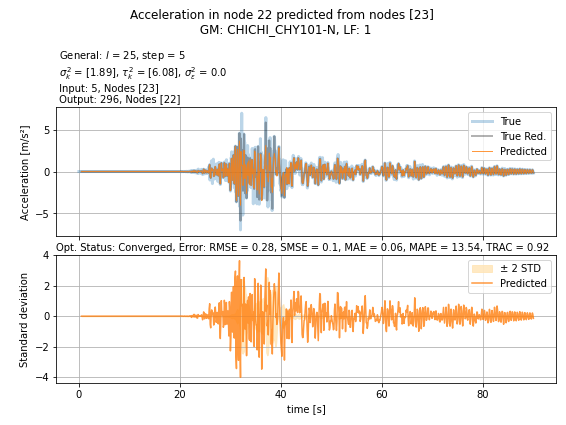 Acceleration in node 22 predicted from nodes [23]
GM: CHICHI_CHY101-N, LF: 1
General: l = 25, step = 5
σ²ₖ = [1.89], τ²ₖ = [6.08], σ²ε = 0.0
Input: 5, Nodes [23]
Output: 296, Nodes [22]
True
True Red.
Predicted
Acceleration [m/s²]
5
0
−5
Opt. Status: Converged, Error: RMSE = 0.28, SMSE = 0.1, MAE = 0.06, MAPE = 13.54, TRAC = 0.92
± 2 STD
Predicted
Standard deviation
4
2
0
−2
−4
0 20 40 60 80
time [s]